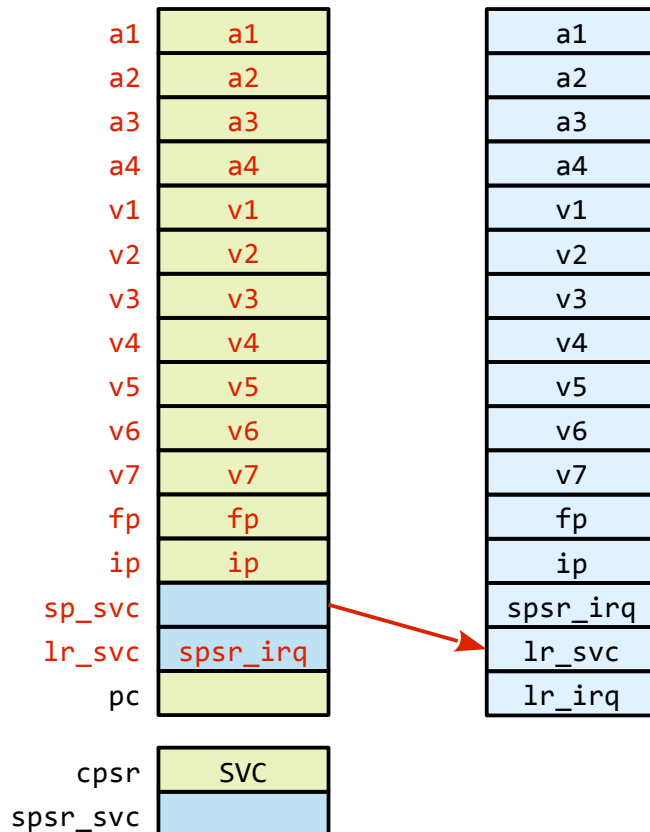 a1 a1 a1
a2 a2 a2
a3 a3 a3
a4 a4 a4
v1 v1 v1
v2 v2 v2
v3 v3 v3
v4 v4 v4
v5 v5 v5
v6 v6 v6
v7 v7 v7
fp fp fp
ip ip ip
sp_svc spsr_irq
lr_svc spsr_irq lr_svc
pc lr_irq
cpsr SVC
spsr_svc